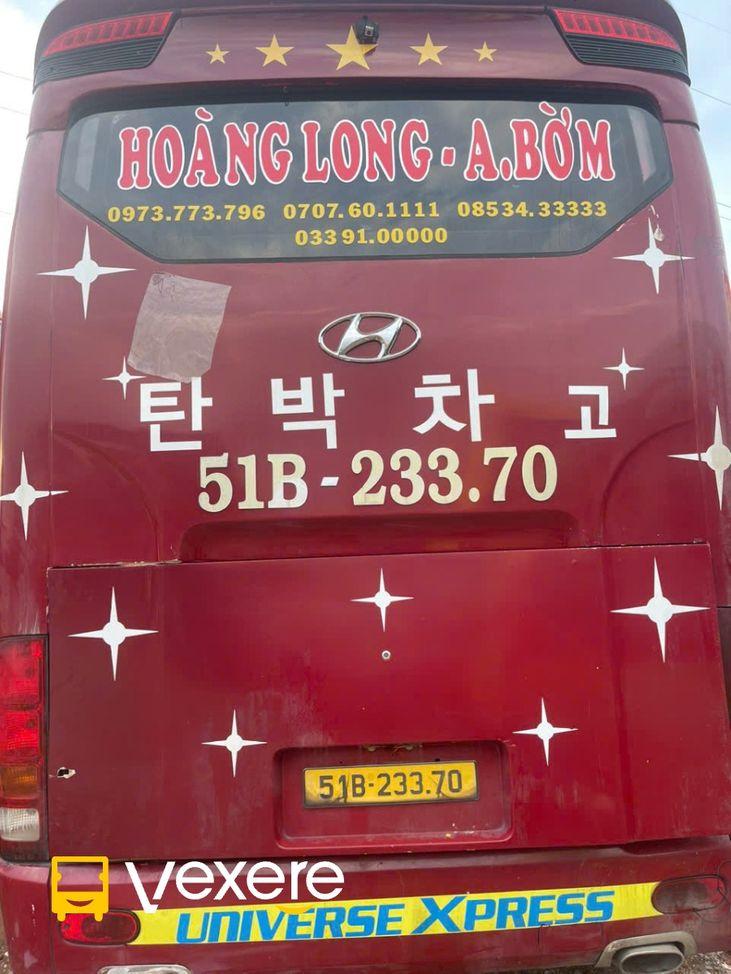 HOÀNG LONG - A.BỜM
0973.773.796 0707.60.1111 08534.33333
03391.00000
탄 박 차 고
51B - 233.70
51B-233.70
vexere
UNIVERSE XPRESS